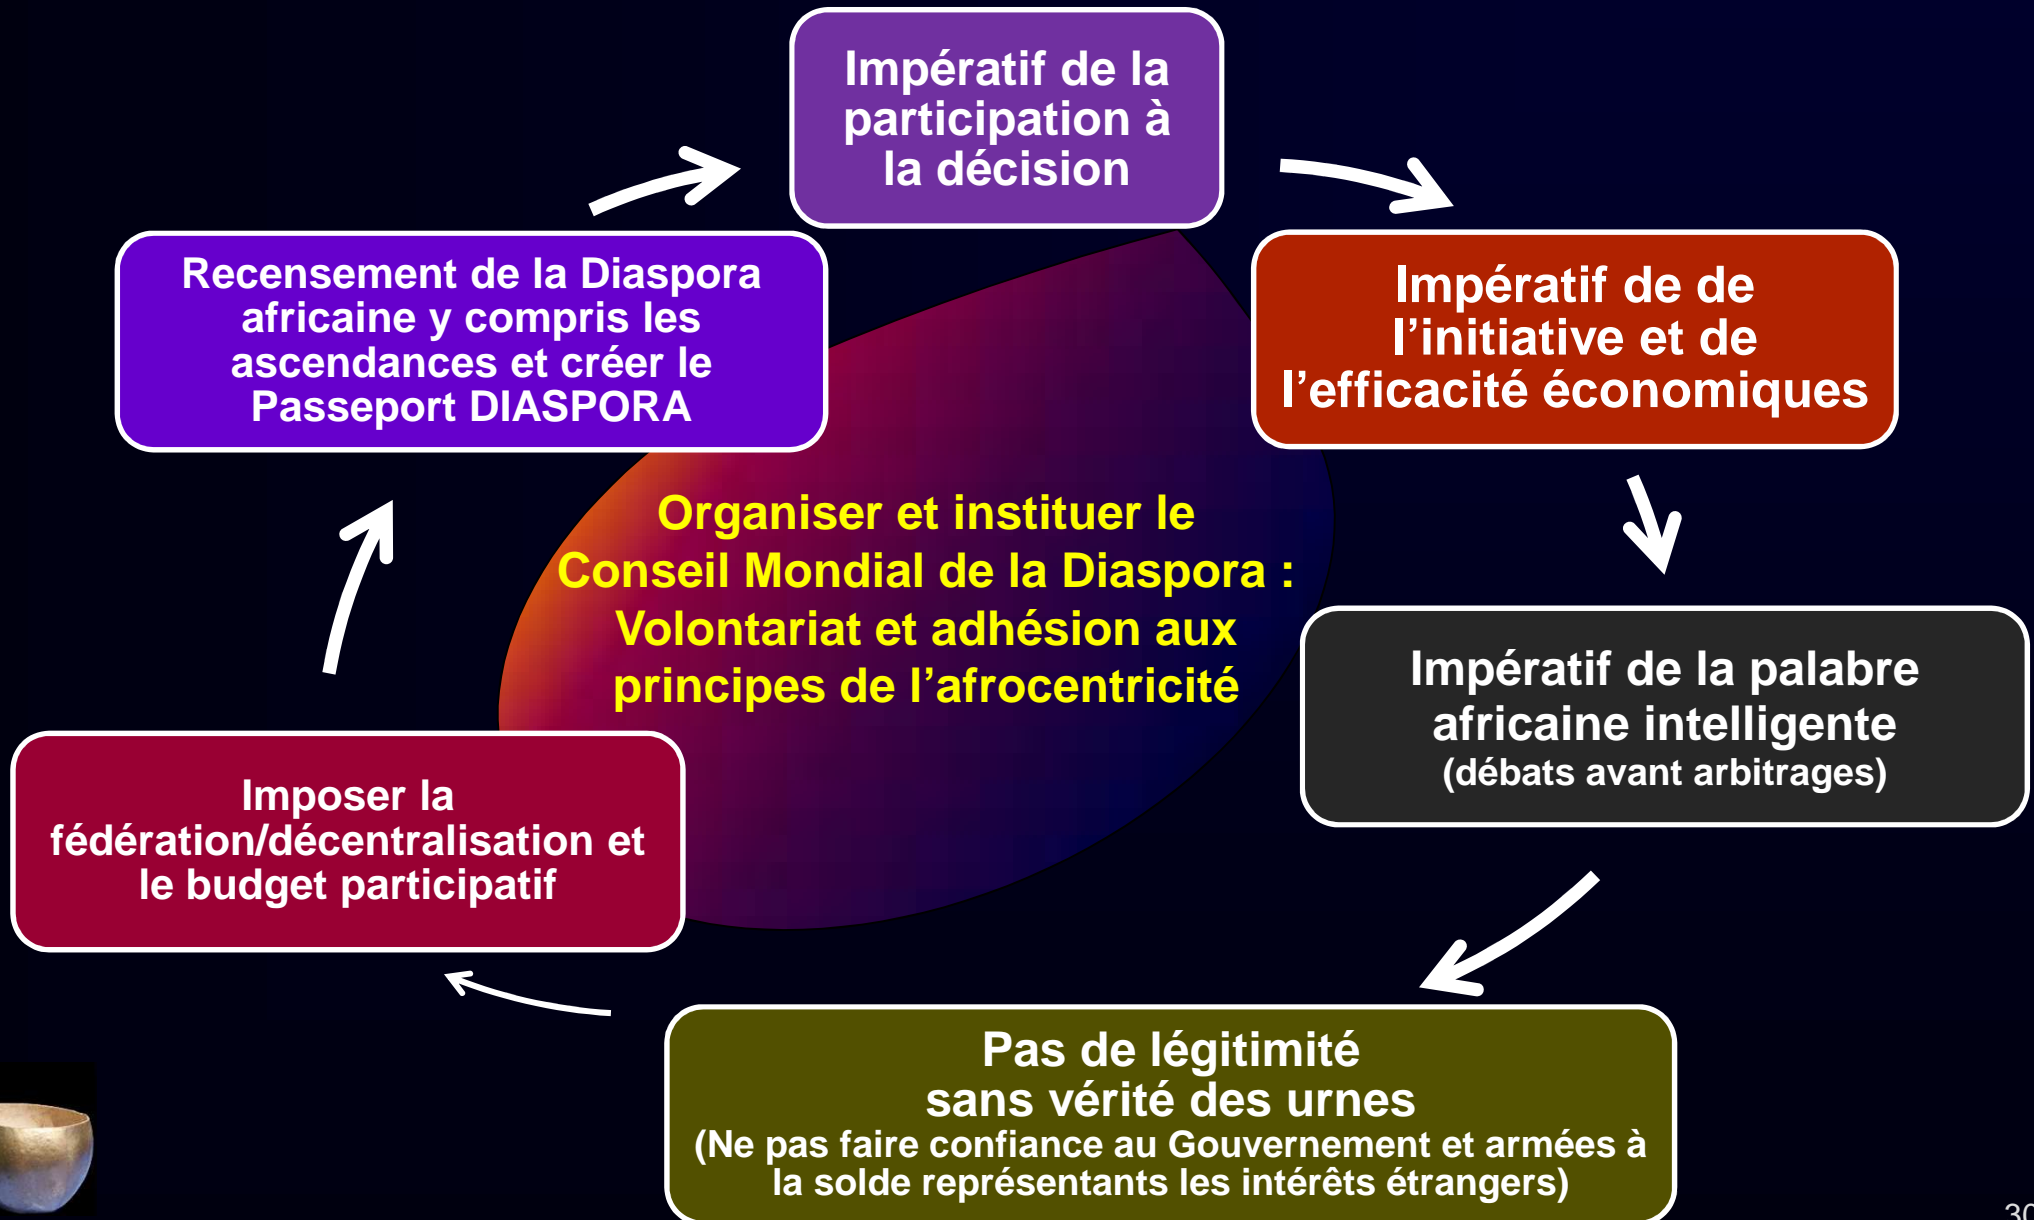 Impératif de la
participation à
la décision
Impératif de de
l’initiative et de
l’efficacité économiques
Impératif de la palabre
africaine intelligente
(débats avant arbitrages)
Pas de légitimité
sans vérité des urnes
(Ne pas faire confiance au Gouvernement et armées à
la solde représentants les intérêts étrangers)
Imposer la
fédération/décentralisation et
le budget participatif
Recensement de la Diaspora
africaine y compris les
ascendances et créer le
Passeport DIASPORA
Organiser et instituer le
Conseil Mondial de la Diaspora :
Volontariat et adhésion aux
principes de l’afrocentricité
30